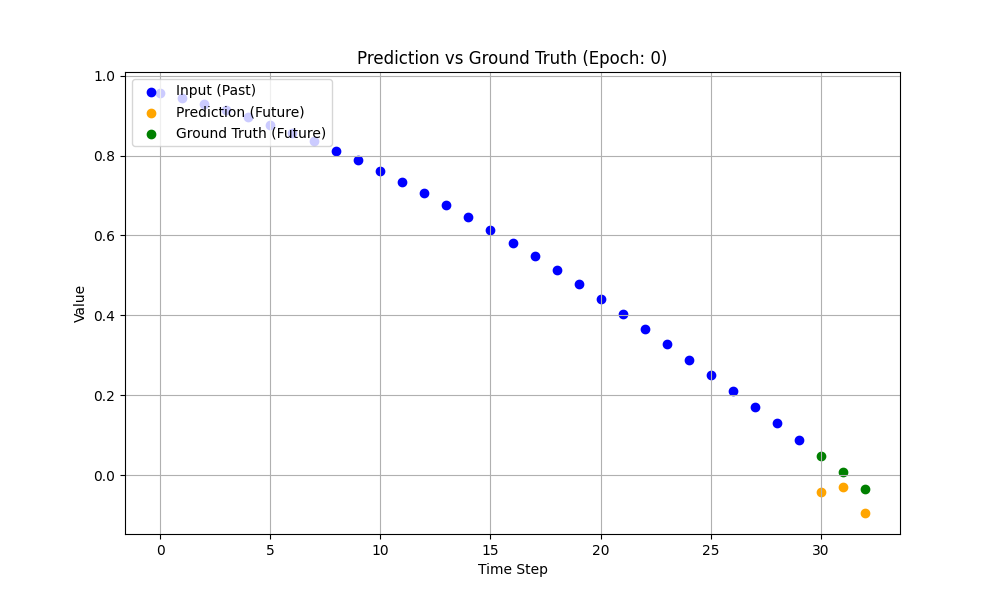 Prediction vs Ground Truth (Epoch: 0)
Input (Past)
Prediction (Future)
Ground Truth (Future)
1.0
0.8
0.6
0.4
0.2
0.0
Value
0 5 10 15 20 25 30
Time Step